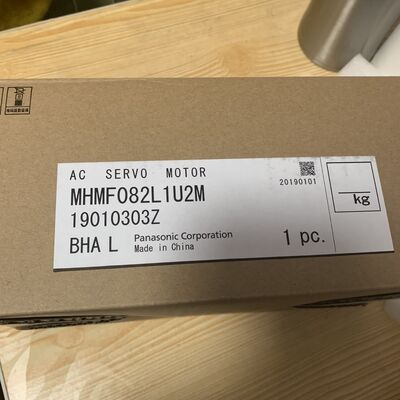 AC SERVO MOTOR
MHMF082L1U2M
20190101
19010303Z
kg
BHA L
Panasonic Corporation
Made in China
1 pc.